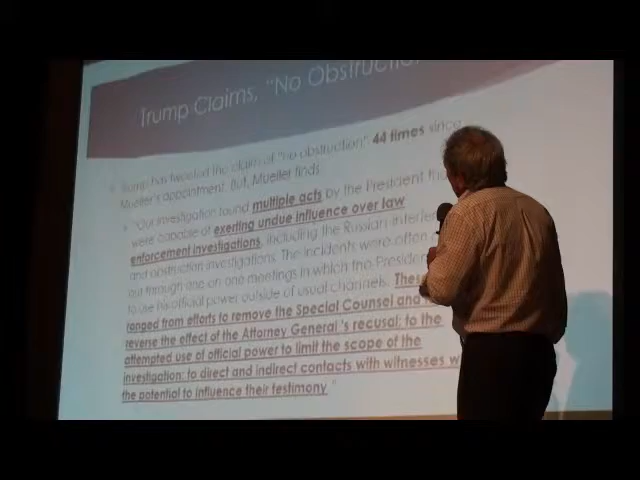 Trump Claims, "No Obstructio
Trump has tweeted the claim of "no obstruction" 44 times since
Mueller's appointment. But, Mueller finds
"Our investigation found multiple acts by the President tha
were capable of exerting undue influence over law
enforcement investigations, including the Russian interfer
and obstruction investigations. The incidents were often
out through one on one meetings in which the Presiden
to use his official power outside of usual channels. These
ranged from efforts to remove the Special Counsel and
reverse the effect of the Attorney General's recusal; to the
attempted use of official power to limit the scope of the
investigation; to direct and indirect contacts with witnesses w
the potential to influence their testimony."